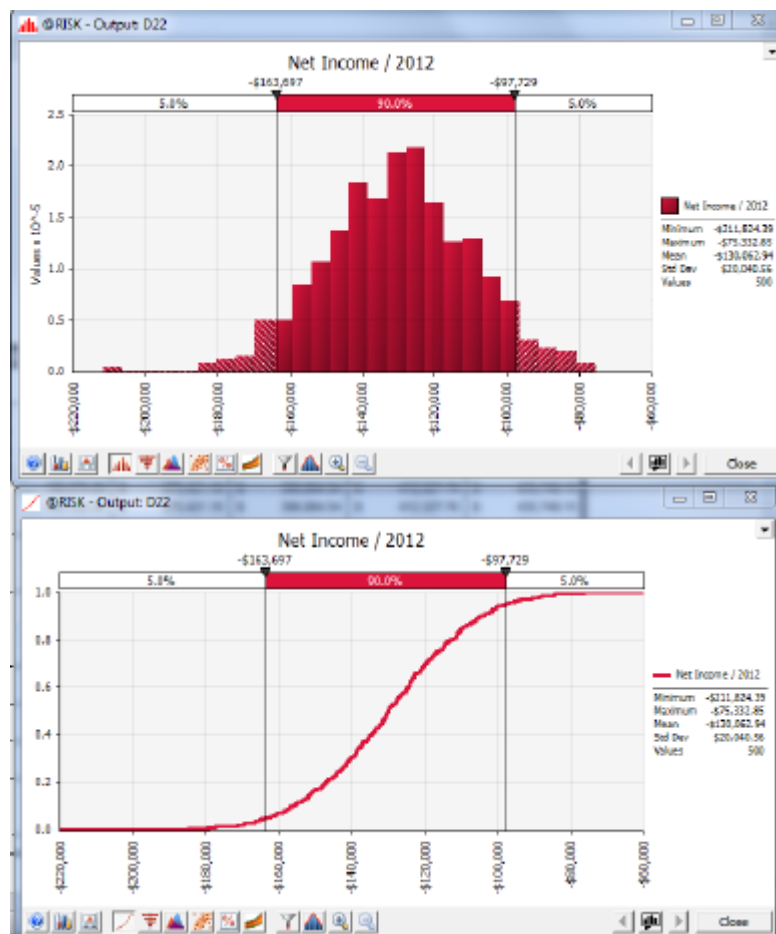 @RISK - Output: D22
Net Income / 2012
-$163,697 -$97,729
5.0% 90.0% 5.0%
2.5
2.0
1.5
1.0
0.5
0.0
Values x 10^-5
-$220,000 -$200,000 -$180,000 -$160,000 -$140,000 -$120,000 -$100,000 -$80,000 -$60,000
Net Income / 2012
Minimum -$211,824.39
Maximum -$75,332.85
Mean -$130,062.94
Std Dev $20,040.56
Values 500
Close
@RISK - Output: D22
Net Income / 2012
-$163,697 -$97,729
5.0% 90.0% 5.0%
1.0
0.8
0.6
0.4
0.2
0.0
-$220,000 -$200,000 -$180,000 -$160,000 -$140,000 -$120,000 -$100,000 -$80,000 -$60,000
Net Income / 2012
Minimum -$211,824.39
Maximum -$75,332.85
Mean -$130,062.94
Std Dev $20,040.56
Values 500
Close